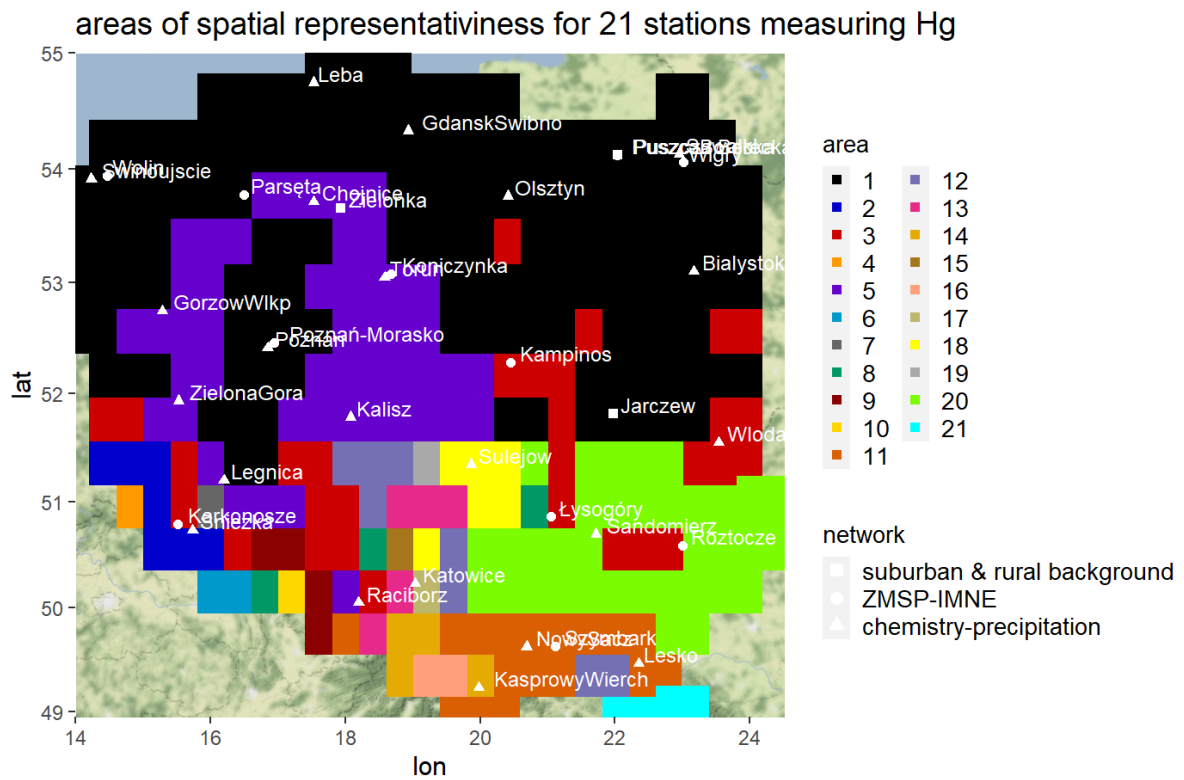 areas of spatial representativiness for 21 stations measuring Hg
55
54
53
52
51
50
49
lat
Leba
GdanskSwibno
Wigry
Wolin
Swinoujscie
Parsęta
Chojnice
Zielonka
Olsztyn
Koniczynka
Torun
Bialystok
GorzowWlkp
Poznań-Morasko
Poznan
Kampinos
ZielonaGora
Kalisz
Jarczew
Wloda
Sulejow
Legnica
Karkonosze
Sniezka
Łysogóry
Sandomierz
Roztocze
Katowice
Raciborz
NowySacz
Szymbark
Lesko
KasprowyWierch
14
16
18
20
22
24
lon
area
1
2
3
4
5
6
7
8
9
10
11
12
13
14
15
16
17
18
19
20
21
network
suburban & rural background
ZMSP-IMNE
chemistry-precipitation